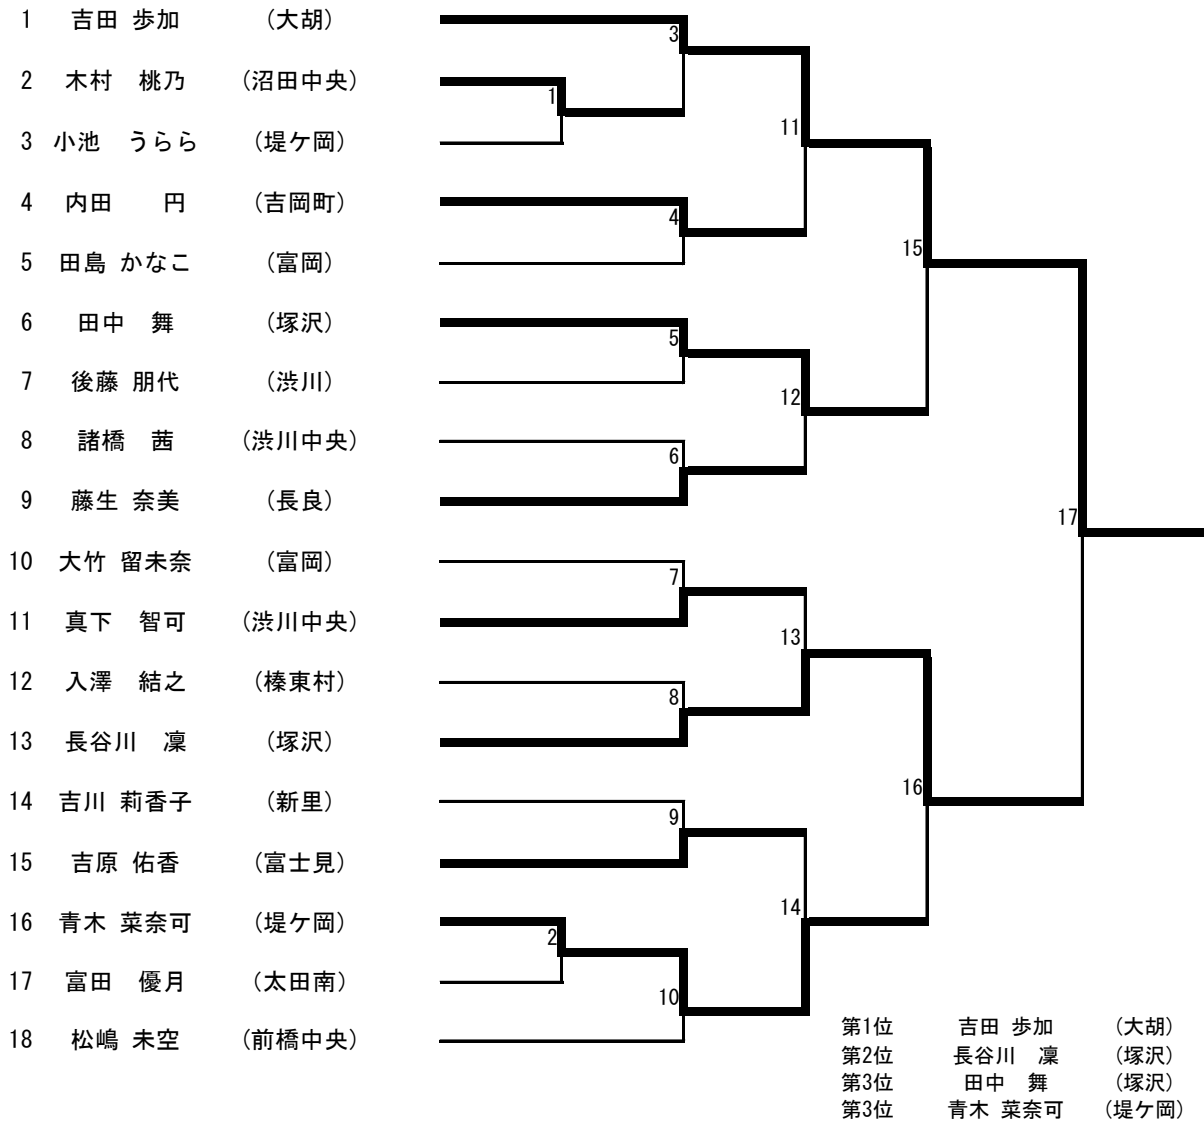 1 吉田 歩加 (大胡)
2 木村 桃乃 (沼田中央)
3 小池 うらら (堤ケ岡)
4 内田 円 (吉岡町)
5 田島 かなこ (富岡)
6 田中 舞 (塚沢)
7 後藤 朋代 (渋川)
8 諸橋 茜 (渋川中央)
9 藤生 奈美 (長良)
10 大竹 留未奈 (富岡)
11 真下 智可 (渋川中央)
12 入澤 結之 (榛東村)
13 長谷川 凜 (塚沢)
14 吉川 莉香子 (新里)
15 吉原 佑香 (富士見)
16 青木 菜奈可 (堤ケ岡)
17 富田 優月 (太田南)
18 松嶋 未空 (前橋中央)
1
2
3
4
5
6
7
8
9
10
11
12
13
14
15
16
17
第1位 吉田 歩加 (大胡)
第2位 長谷川 凜 (塚沢)
第3位 田中 舞 (塚沢)
第3位 青木 菜奈可 (堤ケ岡)